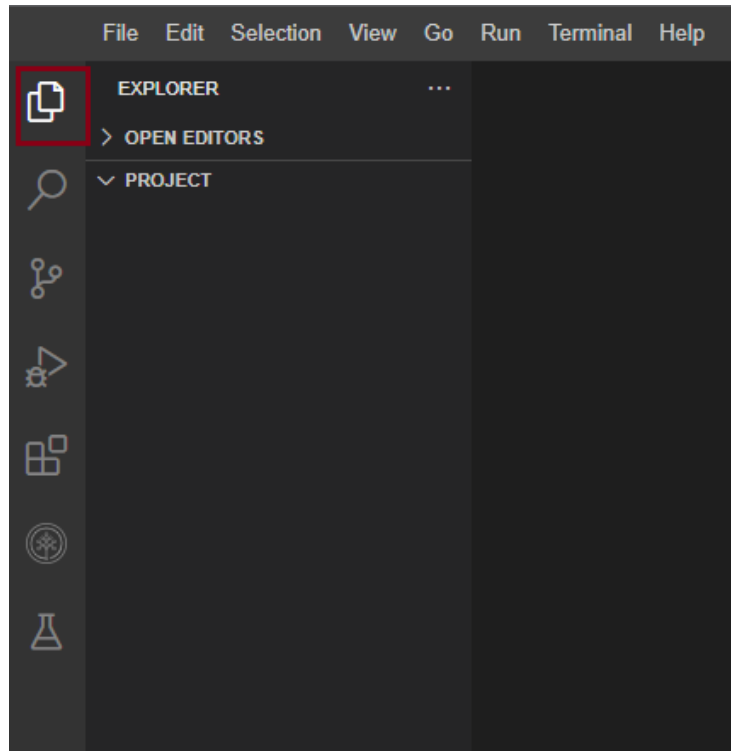 File Edit Selection View Go Run Terminal Help
EXPLORER ...
OPEN EDITORS
PROJECT